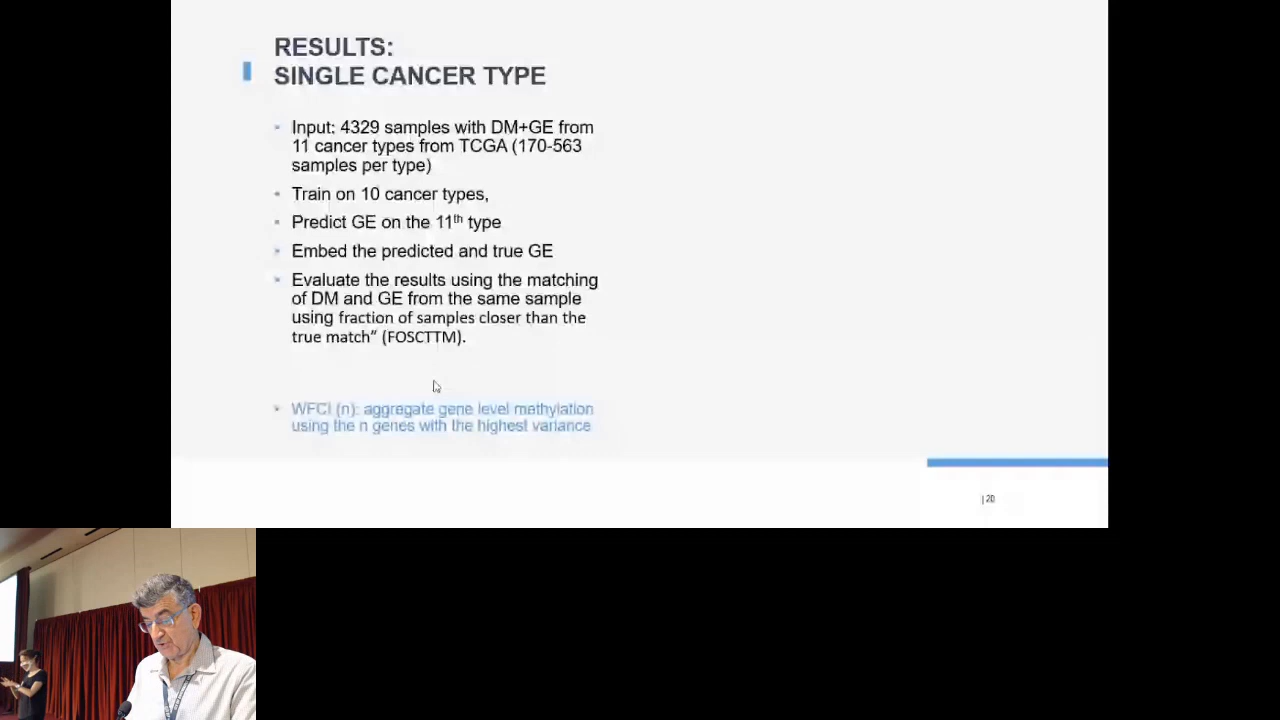 RESULTS:
SINGLE CANCER TYPE
Input: 4329 samples with DM+GE from
11 cancer types from TCGA (170-563
samples per type)
Train on 10 cancer types,
Predict GE on the 11th type
Embed the predicted and true GE
Evaluate the results using the matching
of DM and GE from the same sample
using fraction of samples closer than the
true match” (FOSCTTM).
WFCI (n): aggregate gene level methylation
using the n genes with the highest variance
| 20